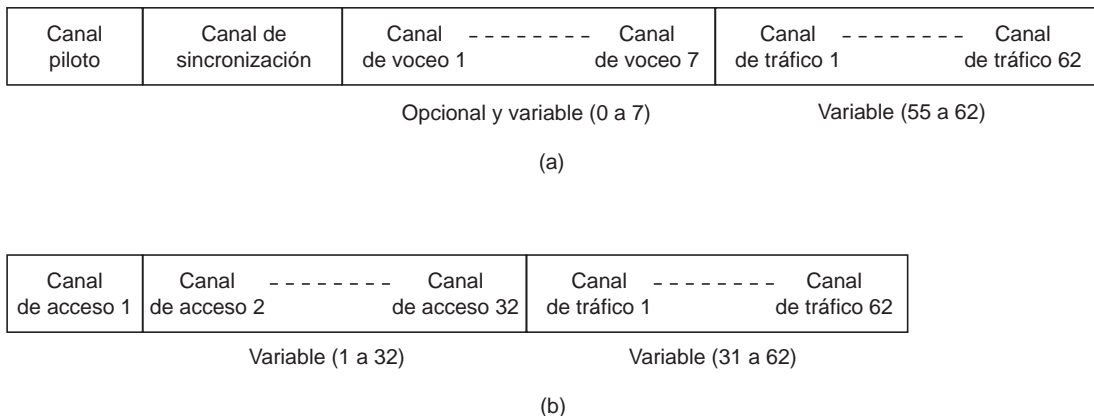 Canal piloto
Canal de sincronización
Canal de voceo 1 -------- Canal de voceo 7
Canal de tráfico 1 -------- Canal de tráfico 62
Opcional y variable (0 a 7)
Variable (55 a 62)
(a)
Canal de acceso 1
Canal de acceso 2 -------- Canal de acceso 32
Canal de tráfico 1 -------- Canal de tráfico 62
Variable (1 a 32)
Variable (31 a 62)
(b)